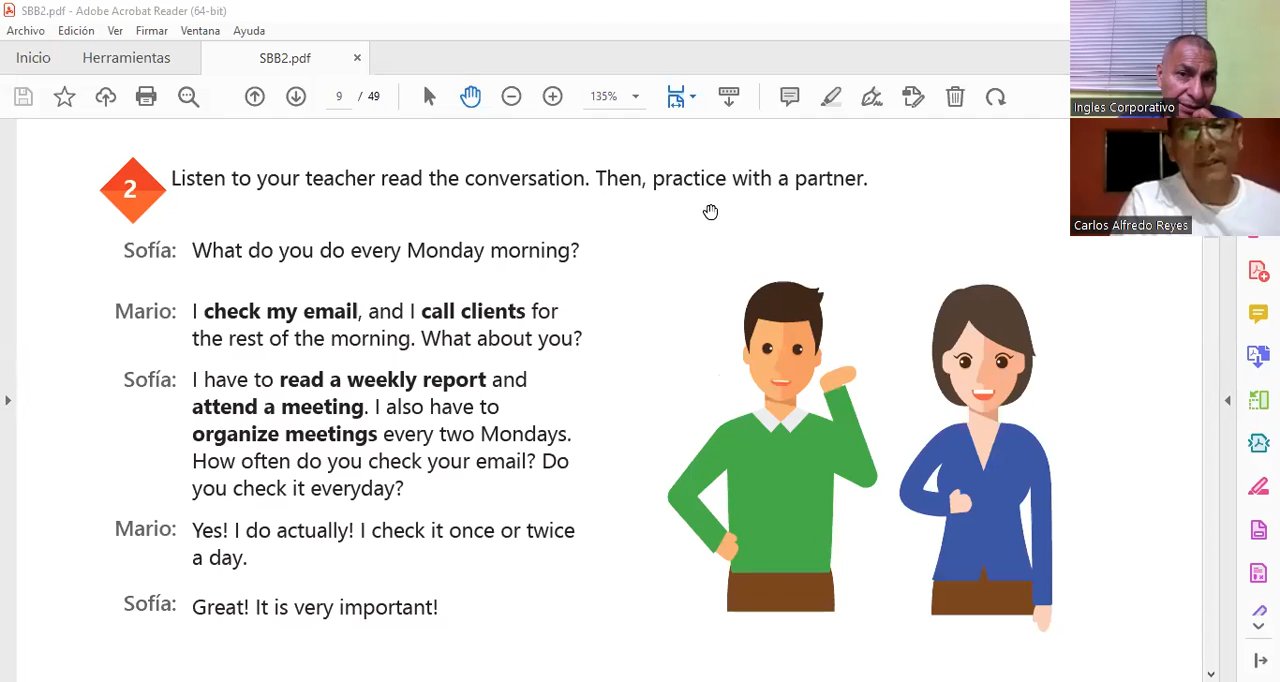 SBB2.pdf - Adobe Acrobat Reader (64-bit)
Archivo Edición Ver Firmar Ventana Ayuda
Inicio Herramientas SBB2.pdf ×
9 / 49 135%
Ingles Corporativo
Carlos Alfredo Reyes
2 Listen to your teacher read the conversation. Then, practice with a partner.
Sofía: What do you do every Monday morning?
Mario: I check my email, and I call clients for
the rest of the morning. What about you?
Sofía: I have to read a weekly report and
attend a meeting. I also have to
organize meetings every two Mondays.
How often do you check your email? Do
you check it everyday?
Mario: Yes! I do actually! I check it once or twice
a day.
Sofía: Great! It is very important!